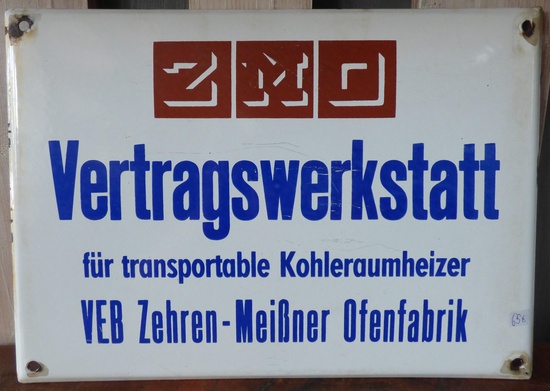 ZMO
Vertragswerkstatt
für transportable Kohleraumheizer
VEB Zehren-Meißner Ofenfabrik
65€